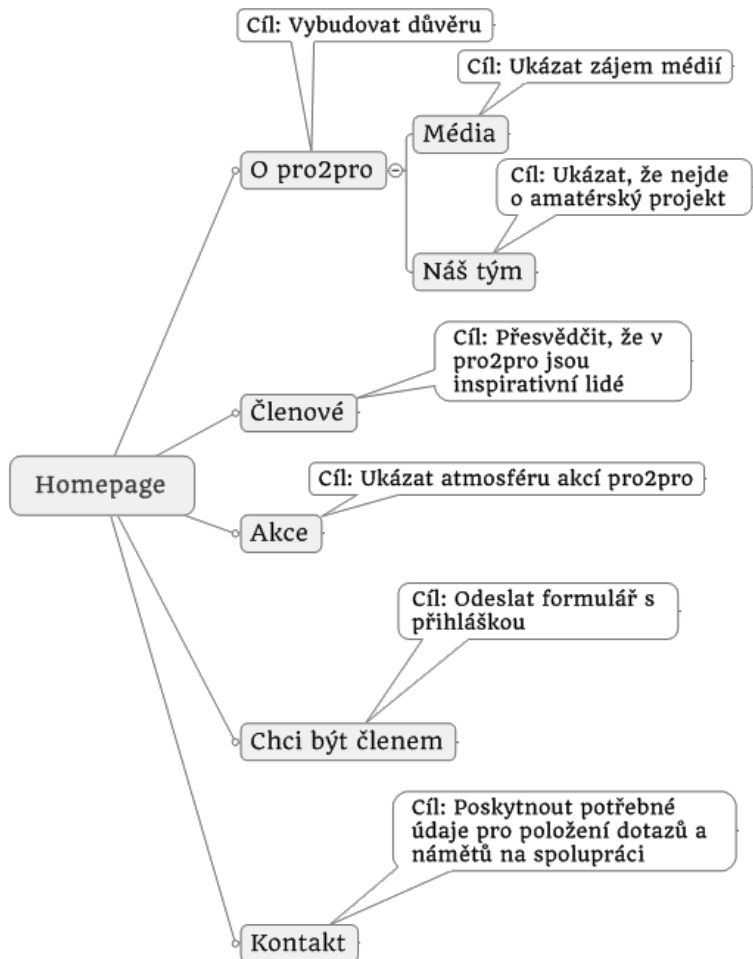 Cíl: Vybudovat důvěru
Cíl: Ukázat zájem médií
Média
O pro2pro
Cíl: Ukázat, že nejde
o amatérský projekt
Náš tým
Cíl: Přesvědčit, že v
pro2pro jsou
inspirativní lidé
Členové
Homepage
Cíl: Ukázat atmosféru akcí pro2pro
Akce
Cíl: Odeslat formulář s
přihláškou
Chci být členem
Cíl: Poskytnout potřebné
údaje pro položení dotazů a
námětů na spolupráci
Kontakt